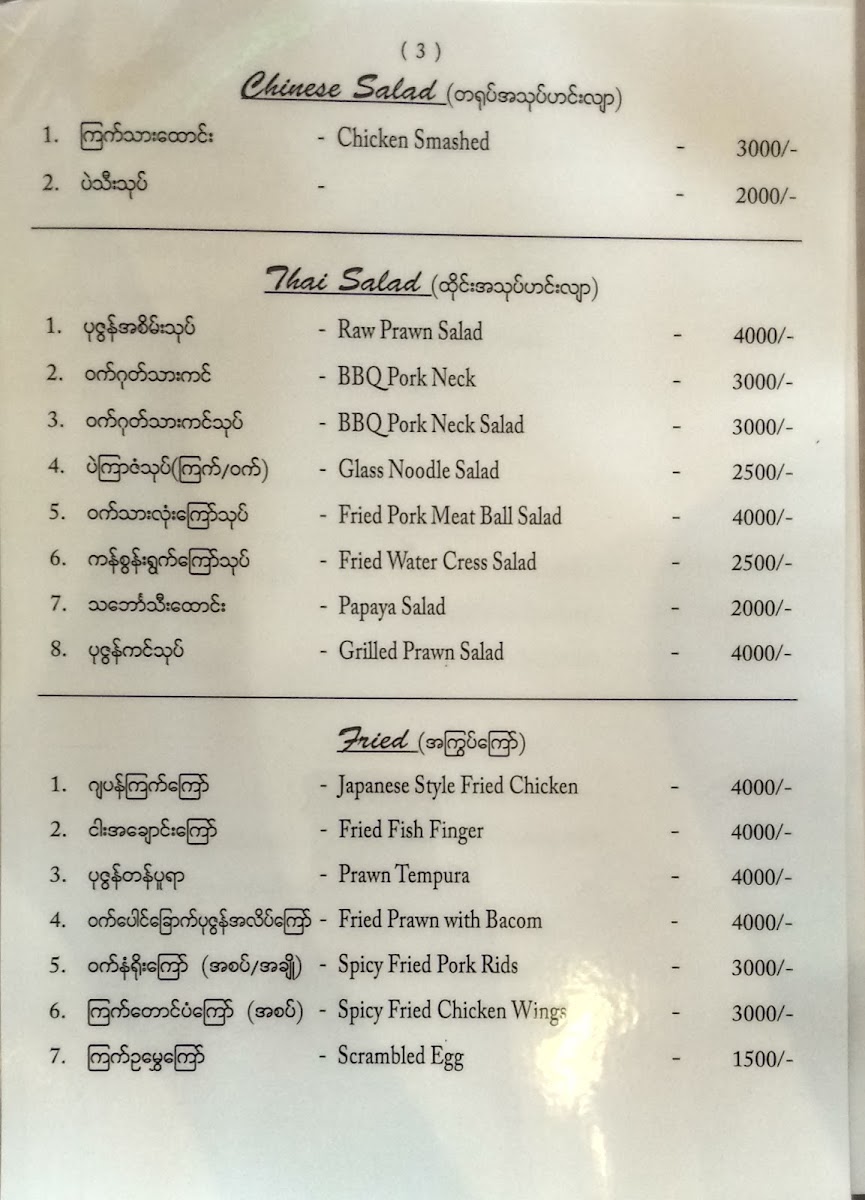 ( 3 )
Chinese Salad (တရုပ်အသုပ်ဟင်းလျာ)
1. ကြက်သားထောင်း - Chicken Smashed - 3000/-
2. ပဲသီးသုပ် - - 2000/-
Thai Salad (ထိုင်းအသုပ်ဟင်းလျာ)
1. ပုဇွန်အစိမ်းသုပ် - Raw Prawn Salad - 4000/-
2. ဝက်ဂုတ်သားကင် - BBQ Pork Neck - 3000/-
3. ဝက်ဂုတ်သားကင်သုပ် - BBQ Pork Neck Salad - 3000/-
4. ပဲကြာဇံသုပ်(ကြက်/ဝက်) - Glass Noodle Salad - 2500/-
5. ဝက်သားလုံးကြော်သုပ် - Fried Pork Meat Ball Salad - 4000/-
6. ကန်စွန်းရွက်ကြော်သုပ် - Fried Water Cress Salad - 2500/-
7. သင်္ဘောသီးထောင်း - Papaya Salad - 2000/-
8. ပုဇွန်ကင်သုပ် - Grilled Prawn Salad - 4000/-
Fried (အကြွပ်ကြော်)
1. ဂျပန်ကြက်ကြော် - Japanese Style Fried Chicken - 4000/-
2. ငါးအချောင်းကြော် - Fried Fish Finger - 4000/-
3. ပုဇွန်တန်ပူရာ - Prawn Tempura - 4000/-
4. ဝက်ပေါင်ခြောက်ပုဇွန်အလိပ်ကြော် - Fried Prawn with Bacom - 4000/-
5. ဝက်နံရိုးကြော် (အစပ်/အချို) - Spicy Fried Pork Rids - 3000/-
6. ကြက်တောင်ပံကြော် (အစပ်) - Spicy Fried Chicken Wings - 3000/-
7. ကြက်ဥမွှေကြော် - Scrambled Egg - 1500/-